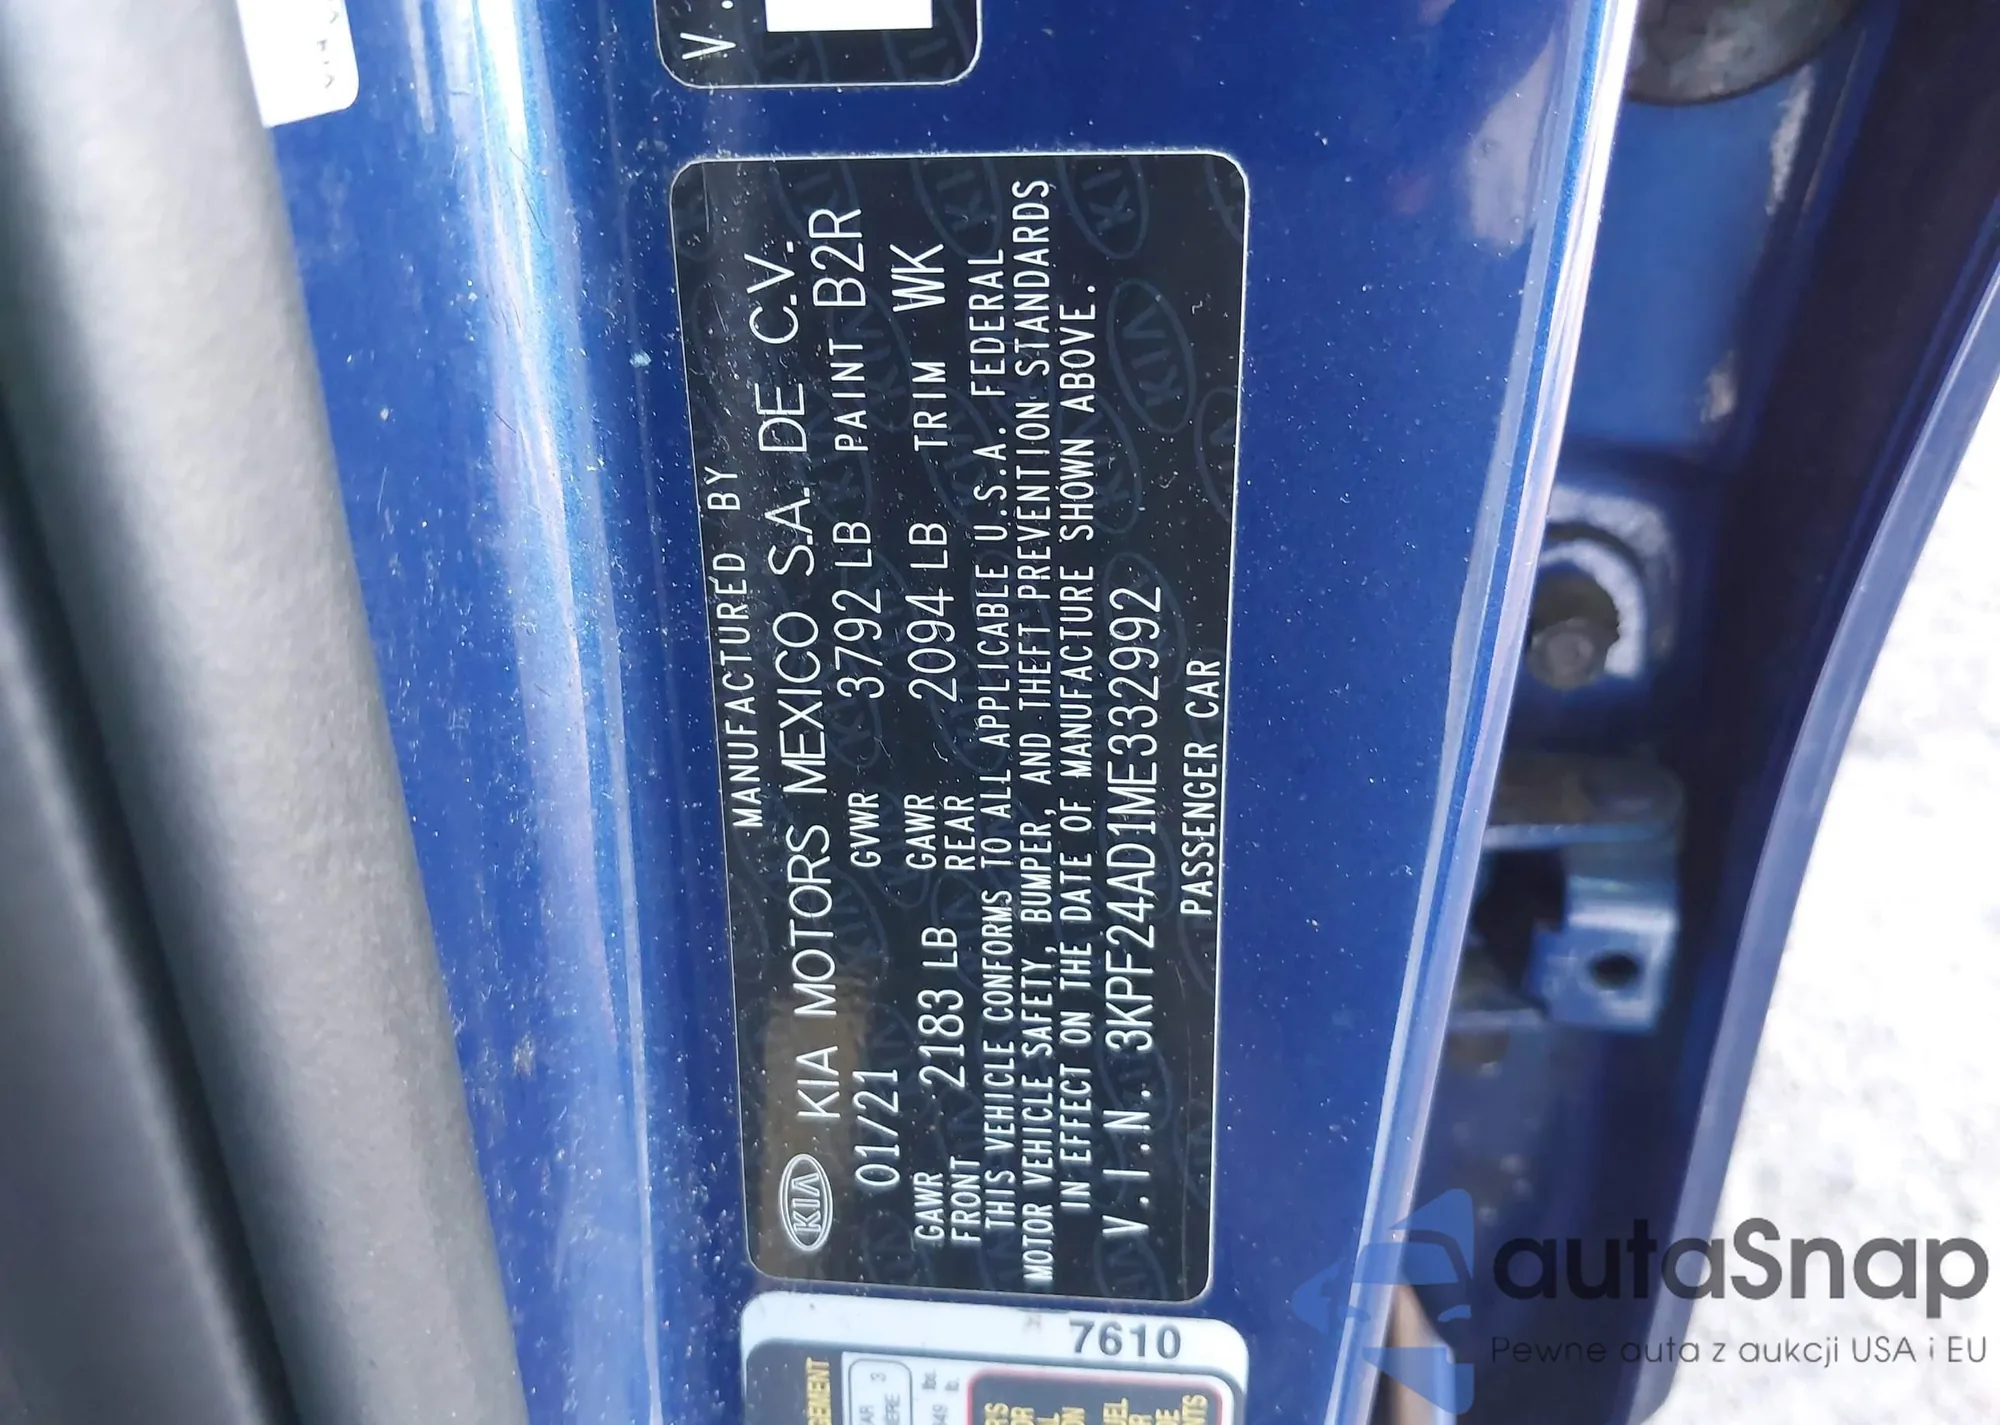 MANUFACTURED BY
KIA KIA MOTORS MEXICO S.A. DE C.V.
01/21 GVWR 3792 LB PAINT B2R
GAWR FRONT 2183 LB GAWR REAR 2094 LB TRIM WK
THIS VEHICLE CONFORMS TO ALL APPLICABLE U.S.A. FEDERAL
MOTOR VEHICLE SAFETY, BUMPER, AND THEFT PREVENTION STANDARDS
IN EFFECT ON THE DATE OF MANUFACTURE SHOWN ABOVE.
V.I.N. 3KPF24AD1ME332992
PASSENGER CAR
7610
autaSnap
Pewne auta z aukcji USA i EU